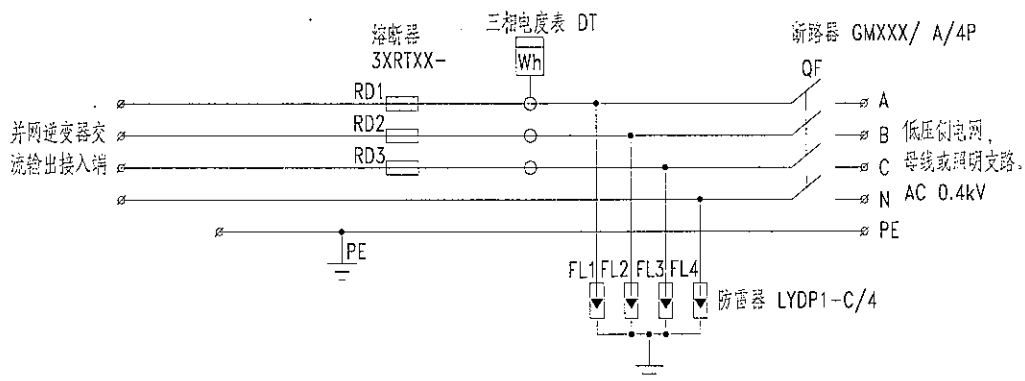 熔断器
3XRTXX-
三相电度表 DT
Wh
断路器 GMXXX/ A/4P
QF
RD1
RD2
RD3
并网逆变器交
流输出接入端
A
B
C
N
PE
低压侧电网,
母线或照明支路。
AC 0.4kV
PE
FL1 FL2 FL3 FL4
防雷器 LYDP1-C/4